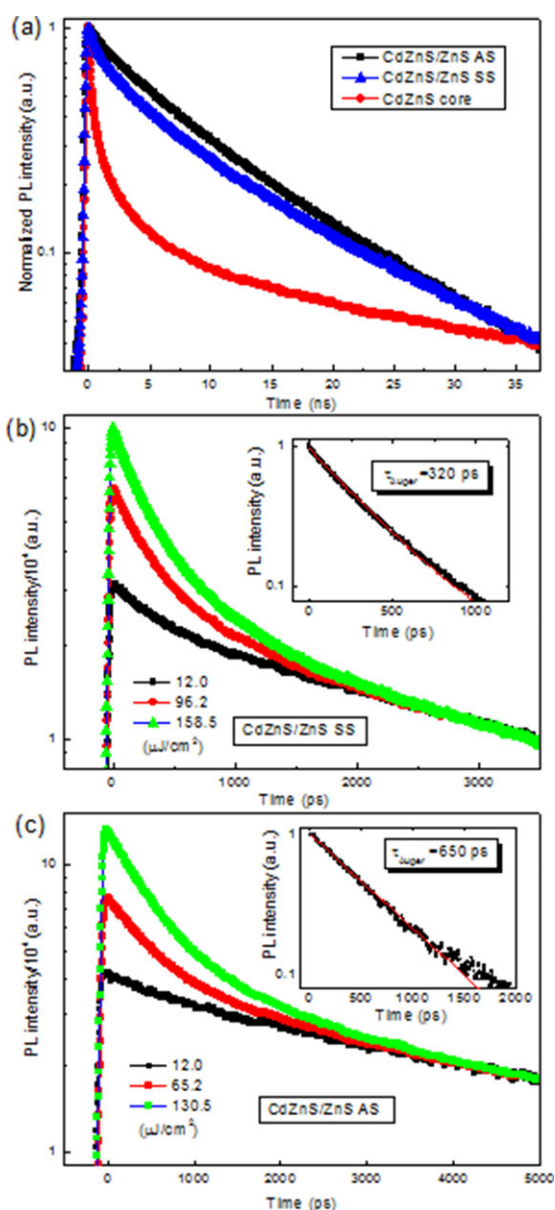 (a)
1
0.1
Normalized PL intensity (a.u.)
CdZnS/ZnS AS
CdZnS/ZnS SS
CdZnS core
0 5 10 15 20 25 30 35
Time (ns)
(b)
10
1
PL intensity/10⁴ (a.u.)
12.0
96.2
158.5
(μJ/cm²)
CdZnS/ZnS SS
1
0.1
PL intensity (a.u.)
τAuger=320 ps
0 500 1000
Time (ps)
0 1000 2000 3000
Time (ps)
(c)
10
1
PL intensity/10⁴ (a.u.)
12.0
65.2
130.5
(μJ/cm²)
CdZnS/ZnS AS
1
0.1
PL intensity (a.u.)
τAuger=650 ps
0 500 1000 1500 2000
Time (ps)
0 1000 2000 3000 4000 5000
Time (ps)